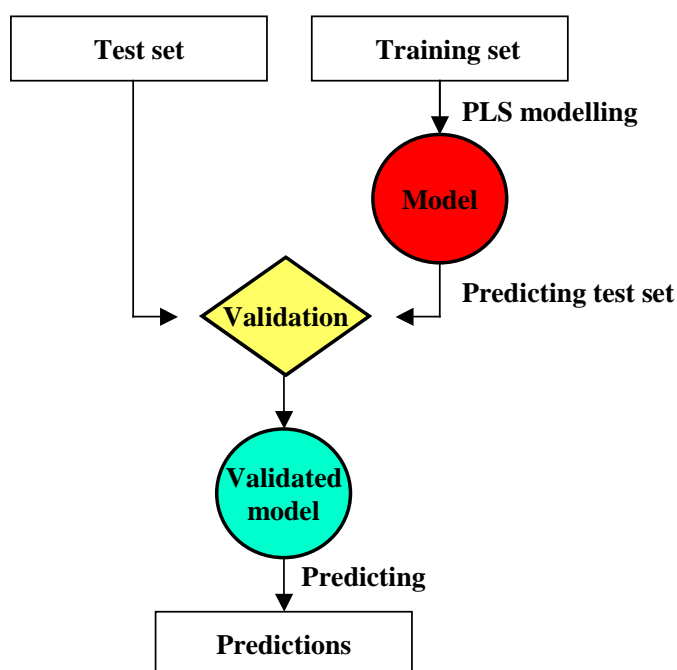 Test set
Training set
PLS modelling
Model
Predicting test set
Validation
Validated
model
Predicting
Predictions